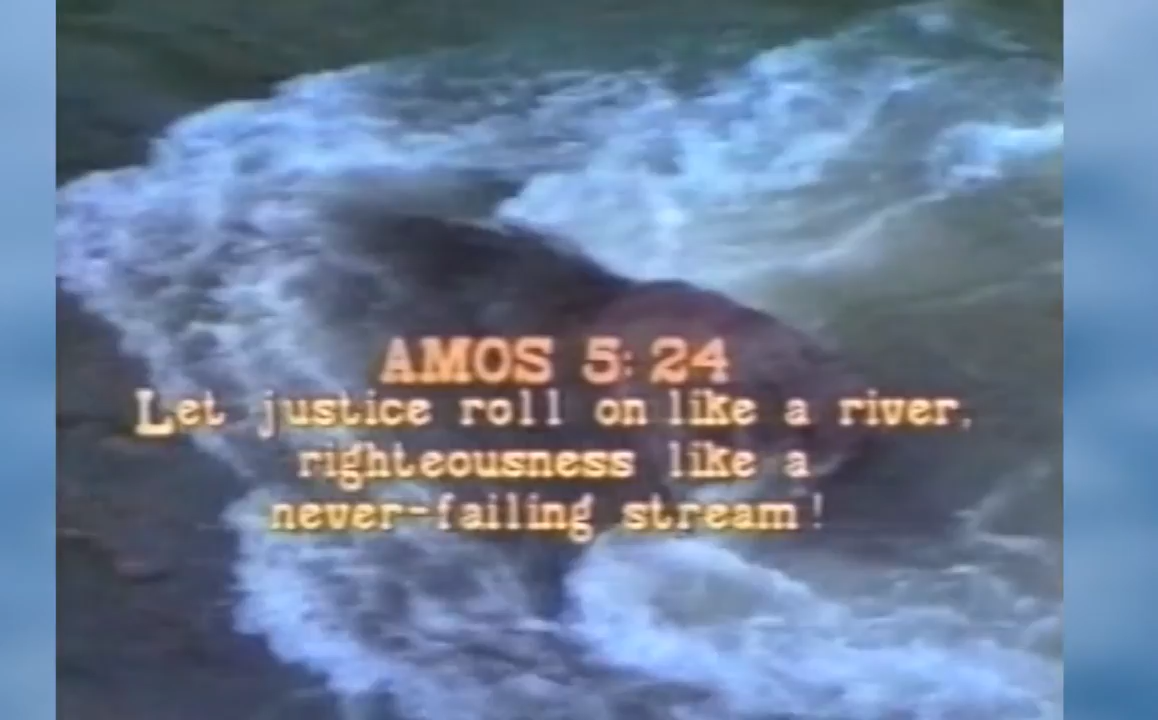 AMOS 5:24
Let justice roll on like a river,
righteousness like a
never-failing stream!